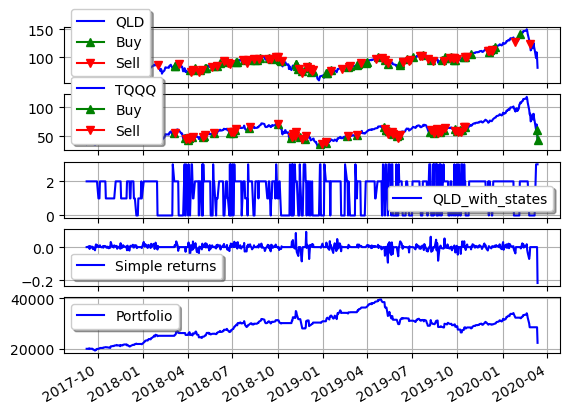 QLD
Buy
Sell
150
100
TQQQ
Buy
Sell
100
50
QLD_with_states
2
0
Simple returns
0.0
−0.2
Portfolio
40000
20000
2017-10
2018-01
2018-04
2018-07
2018-10
2019-01
2019-04
2019-07
2019-10
2020-01
2020-04